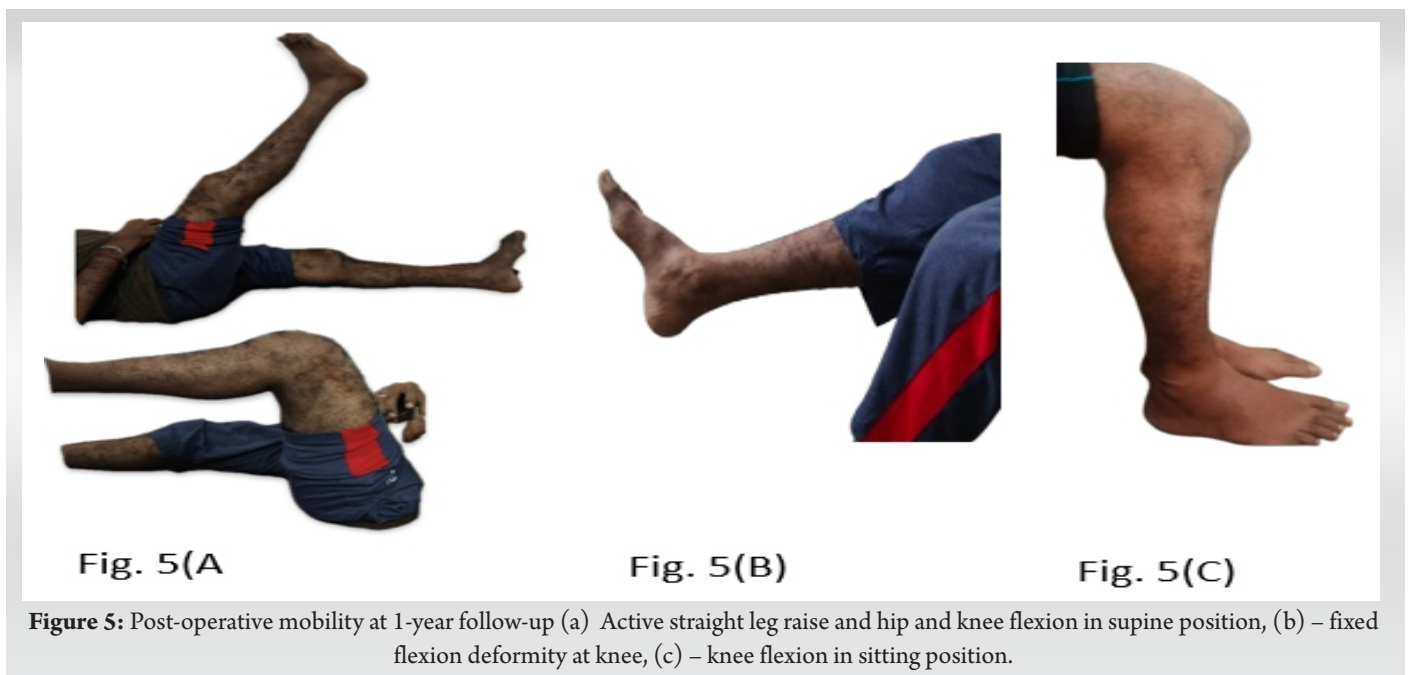 Fig. 5(A
Fig. 5(B)
Fig. 5(C)
Figure 5: Post-operative mobility at 1-year follow-up (a) Active straight leg raise and hip and knee flexion in supine position, (b) – fixed
flexion deformity at knee, (c) – knee flexion in sitting position.